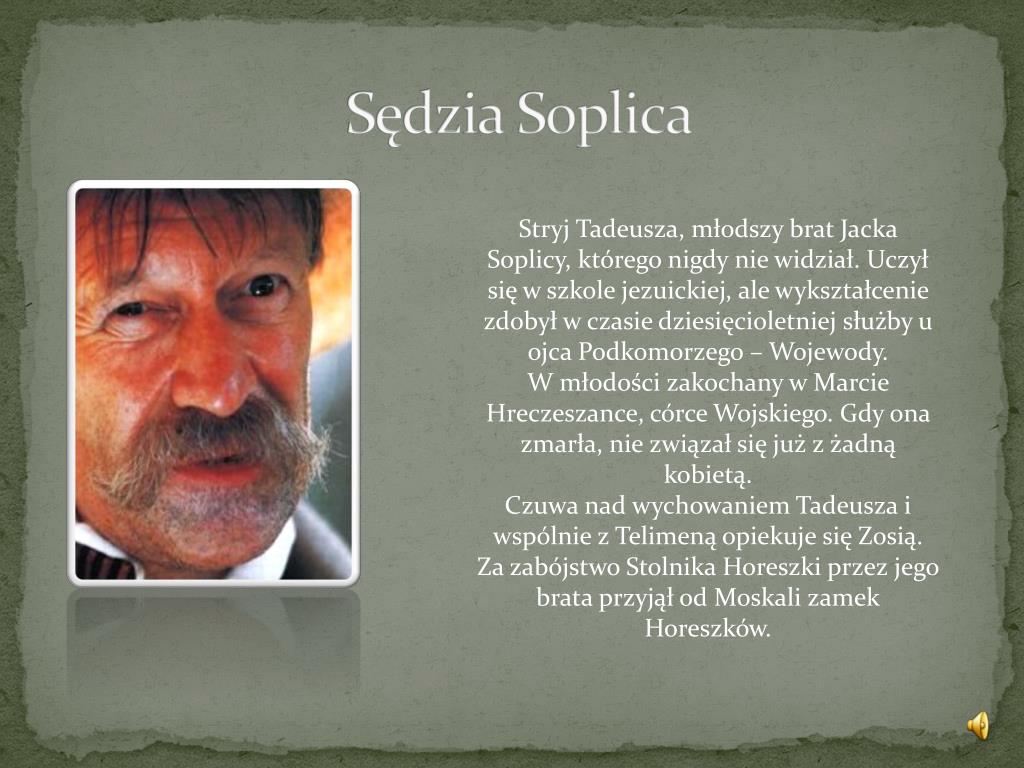 Sędzia Soplica
Stryj Tadeusza, młodszy brat Jacka
Soplicy, którego nigdy nie widział. Uczył
się w szkole jezuickiej, ale wykształcenie
zdobył w czasie dziesięcioletniej służby u
ojca Podkomorzego – Wojewody.
W młodości zakochany w Marcie
Hreczeszance, córce Wojskiego. Gdy ona
zmarła, nie związał się już z żadną
kobietą.
Czuwa nad wychowaniem Tadeusza i
wspólnie z Telimeną opiekuje się Zosią.
Za zabójstwo Stolnika Horeszki przez jego
brata przyjął od Moskali zamek
Horeszków.